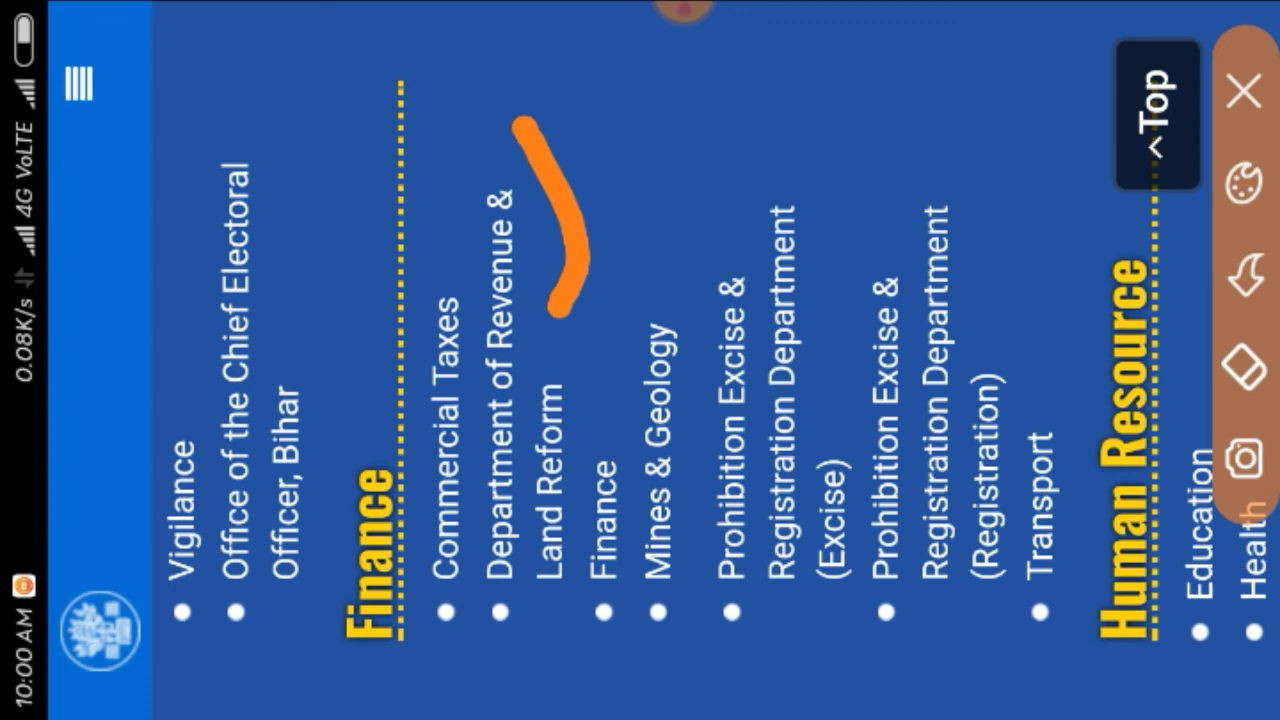 10:00 AM 0.08K/s 4G VoLTE
Vigilance
Office of the Chief Electoral
Officer, Bihar
Finance
Commercial Taxes
Department of Revenue &
Land Reform
Finance
Mines & Geology
Prohibition Excise &
Registration Department
(Excise)
Prohibition Excise &
Registration Department
(Registration)
Transport
Human Resource
Top
Education
Health